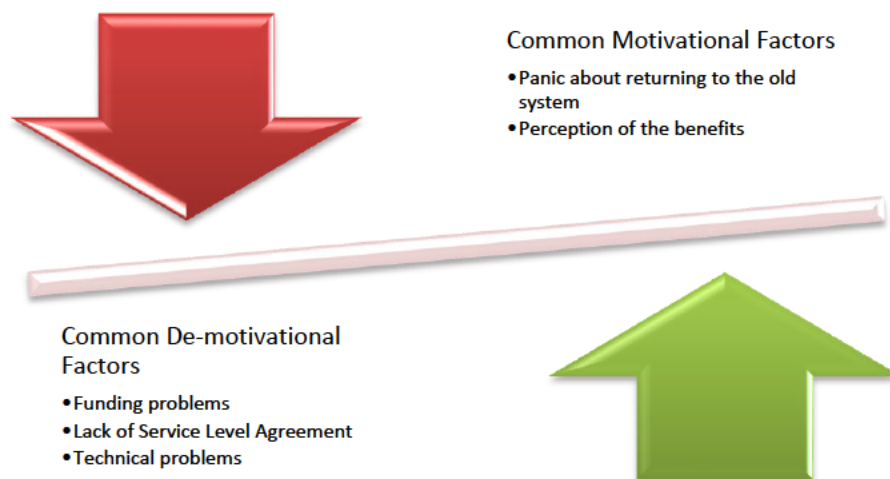 Common Motivational Factors
•Panic about returning to the old
system
•Perception of the benefits
Common De-motivational
Factors
•Funding problems
•Lack of Service Level Agreement
•Technical problems